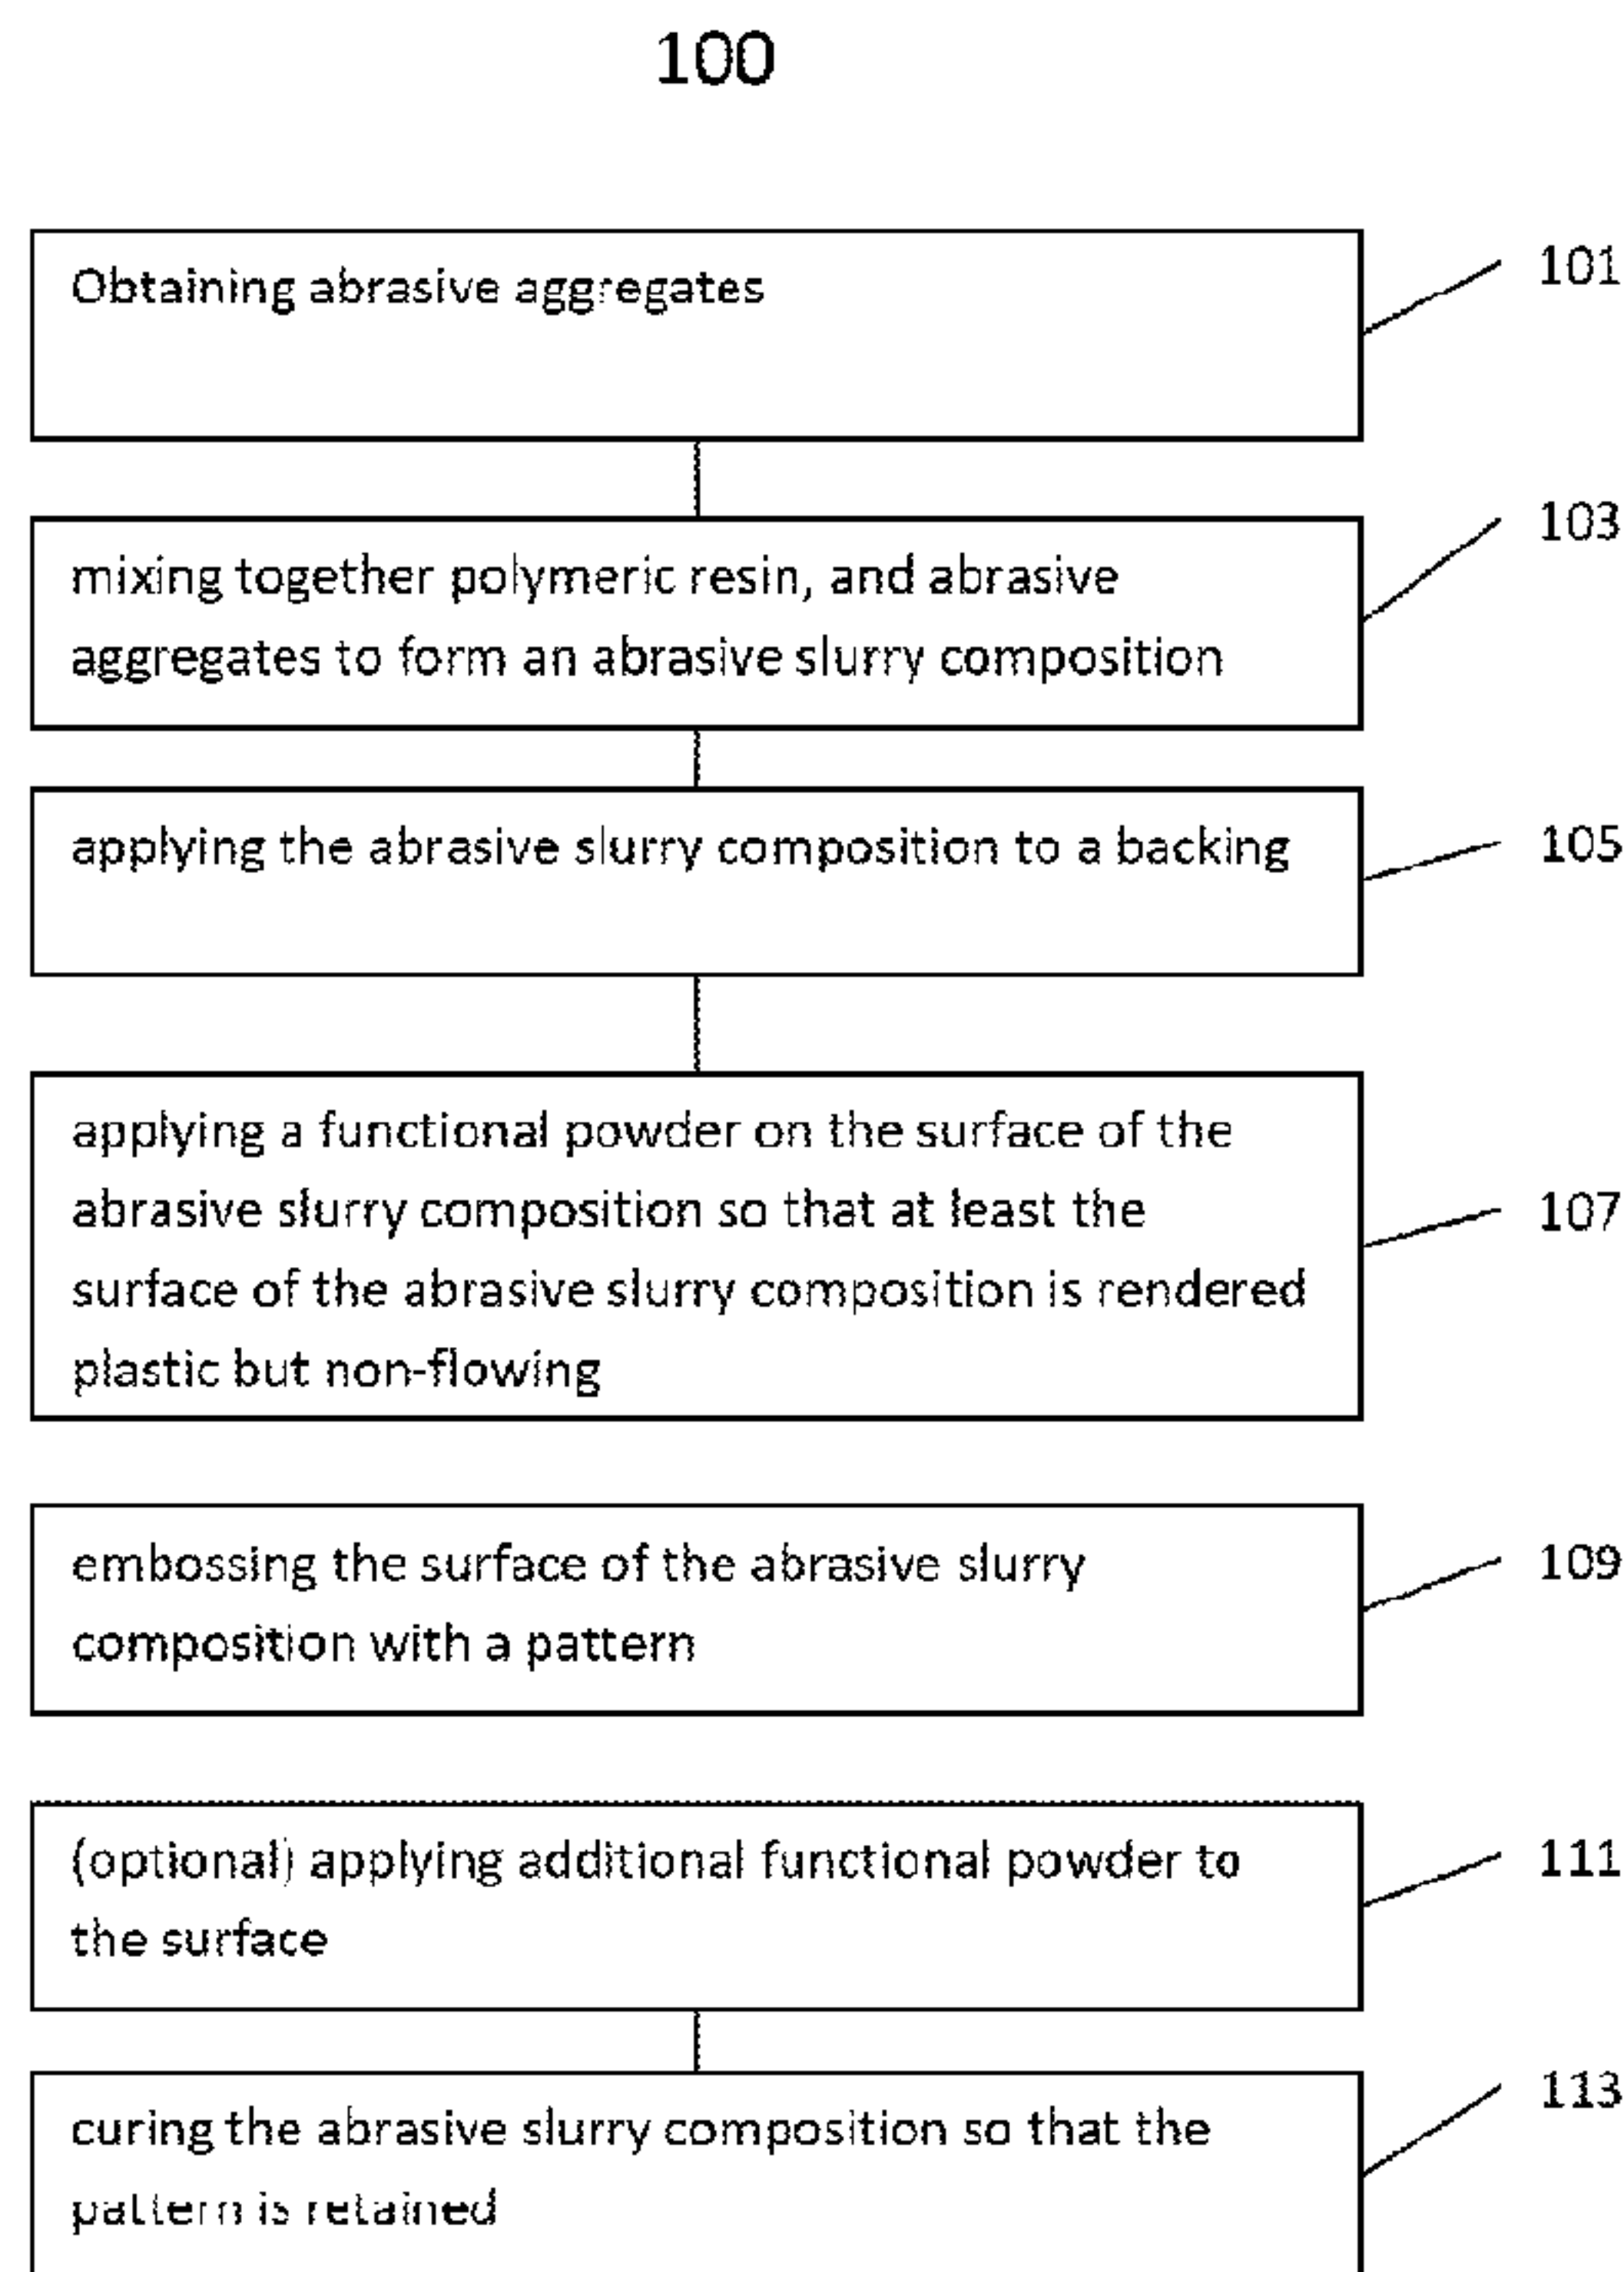 100
Obtaining abrasive aggregates
101
mixing together polymeric resin, and abrasive
aggregates to form an abrasive slurry composition
103
applying the abrasive slurry composition to a backing
105
applying a functional powder on the surface of the
abrasive slurry composition so that at least the
surface of the abrasive slurry composition is rendered
plastic but non-flowing
107
embossing the surface of the abrasive slurry
composition with a pattern
109
(optional) applying additional functional powder to
the surface
111
curing the abrasive slurry composition so that the
pattern is retained
113